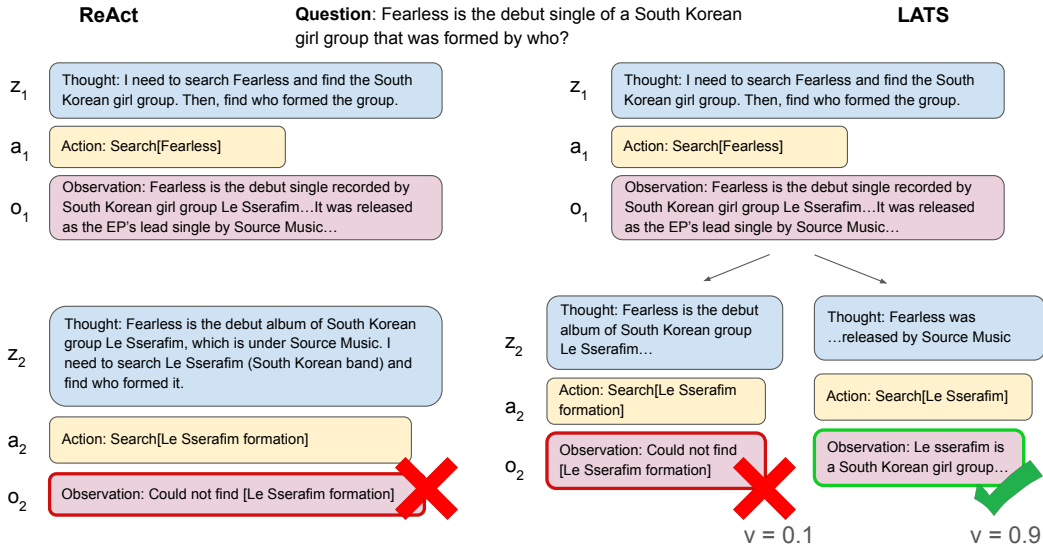 ReAct
Question: Fearless is the debut single of a South Korean
girl group that was formed by who?
LATS
z1
Thought: I need to search Fearless and find the South
Korean girl group. Then, find who formed the group.
a1
Action: Search[Fearless]
o1
Observation: Fearless is the debut single recorded by
South Korean girl group Le Sserafim…It was released
as the EP’s lead single by Source Music…
z2
Thought: Fearless is the debut album of South Korean
group Le Sserafim, which is under Source Music. I
need to search Le Sserafim (South Korean band) and
find who formed it.
a2
Action: Search[Le Sserafim formation]
o2
Observation: Could not find [Le Sserafim formation]
z1
Thought: I need to search Fearless and find the South
Korean girl group. Then, find who formed the group.
a1
Action: Search[Fearless]
o1
Observation: Fearless is the debut single recorded by
South Korean girl group Le Sserafim…It was released
as the EP’s lead single by Source Music…
z2
Thought: Fearless is the debut
album of South Korean group
Le Sserafim…
a2
Action: Search[Le Sserafim
formation]
o2
Observation: Could not find
[Le Sserafim formation]
v = 0.1
Thought: Fearless was
…released by Source Music
Action: Search[Le Sserafim]
Observation: Le sserafim is
a South Korean girl group…
v = 0.9